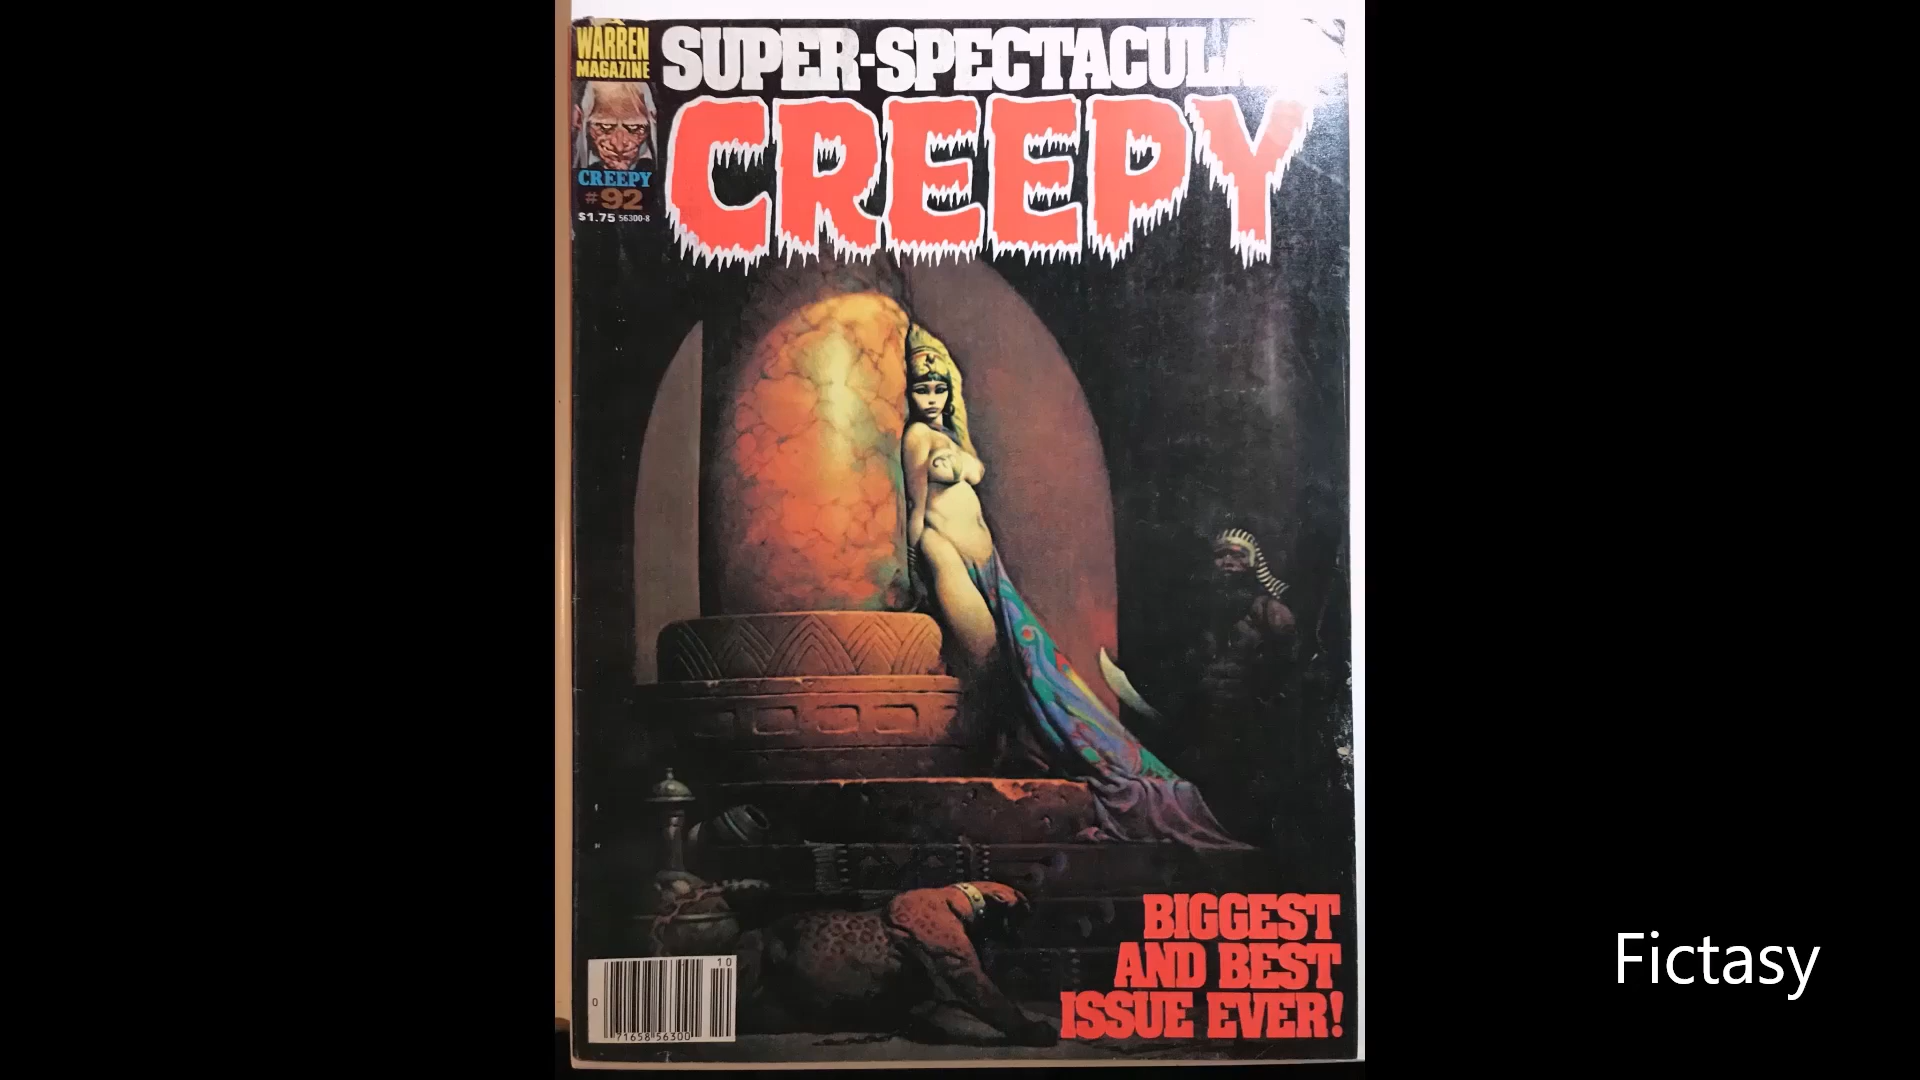 WARREN
MAGAZINE
SUPER-SPECTACULA
CREEPY
CREEPY
#92
$1.75 56300-8
BIGGEST
AND BEST
ISSUE EVER!
10
0
71658 56300
Fictasy